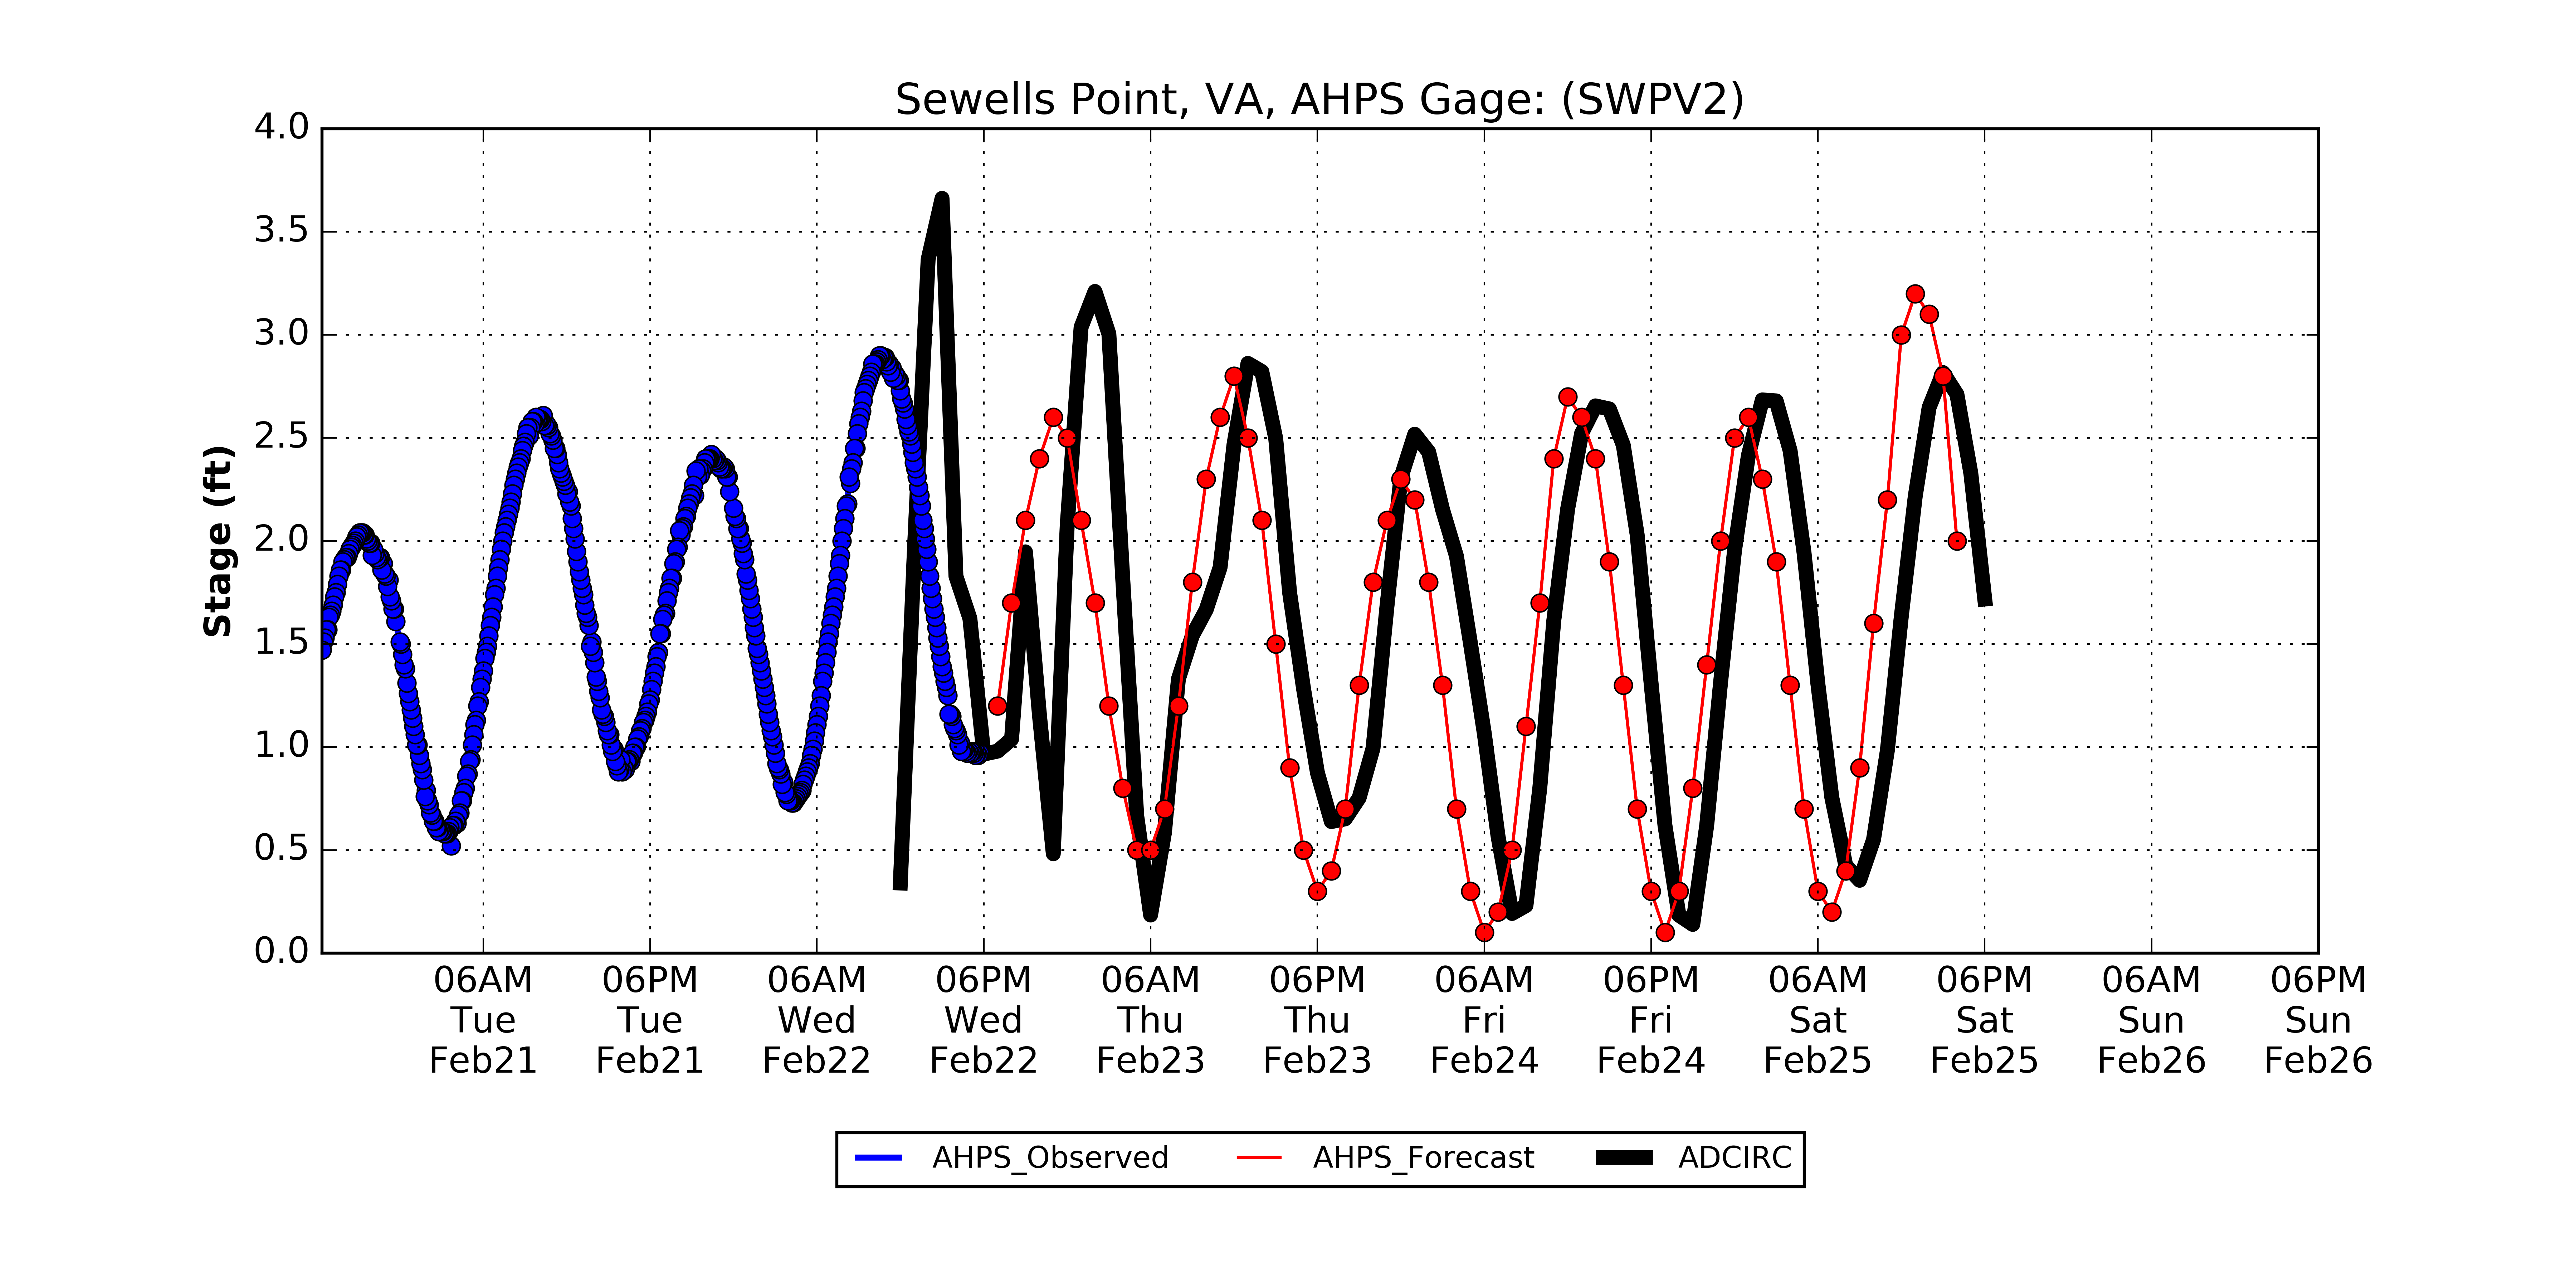 Sewells Point, VA, AHPS Gage: (SWPV2)
4.0
3.5
3.0
2.5
2.0
1.5
1.0
0.5
0.0
Stage (ft)
06AM 06PM 06AM 06PM 06AM 06PM 06AM 06PM 06AM 06PM 06AM 06PM
Tue Tue Wed Wed Thu Thu Fri Fri Sat Sat Sun Sun
Feb21 Feb21 Feb22 Feb22 Feb23 Feb23 Feb24 Feb24 Feb25 Feb25 Feb26 Feb26
AHPS_Observed AHPS_Forecast ADCIRC